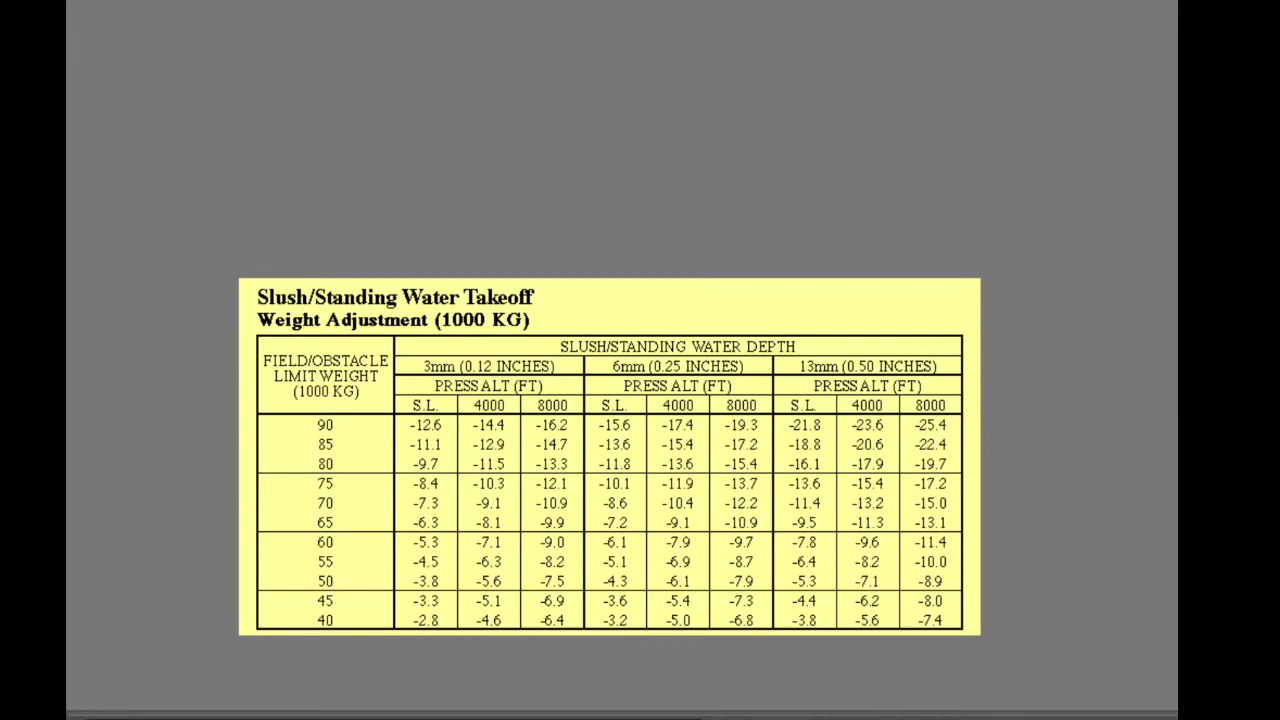 Slush/Standing Water Takeoff
Weight Adjustment (1000 KG)
FIELD/OBSTACLE LIMIT WEIGHT (1000 KG) SLUSH/STANDING WATER DEPTH
3mm (0.12 INCHES) 6mm (0.25 INCHES) 13mm (0.50 INCHES)
PRESS ALT (FT) PRESS ALT (FT) PRESS ALT (FT)
S.L. 4000 8000 S.L. 4000 8000 S.L. 4000 8000
90 -12.6 -14.4 -16.2 -15.6 -17.4 -19.3 -21.8 -23.6 -25.4
85 -11.1 -12.9 -14.7 -13.6 -15.4 -17.2 -18.8 -20.6 -22.4
80 -9.7 -11.5 -13.3 -11.8 -13.6 -15.4 -16.1 -17.9 -19.7
75 -8.4 -10.3 -12.1 -10.1 -11.9 -13.7 -13.6 -15.4 -17.2
70 -7.3 -9.1 -10.9 -8.6 -10.4 -12.2 -11.4 -13.2 -15.0
65 -6.3 -8.1 -9.9 -7.2 -9.1 -10.9 -9.5 -11.3 -13.1
60 -5.3 -7.1 -9.0 -6.1 -7.9 -9.7 -7.8 -9.6 -11.4
55 -4.5 -6.3 -8.2 -5.1 -6.9 -8.7 -6.4 -8.2 -10.0
50 -3.8 -5.6 -7.5 -4.3 -6.1 -7.9 -5.3 -7.1 -8.9
45 -3.3 -5.1 -6.9 -3.6 -5.4 -7.3 -4.4 -6.2 -8.0
40 -2.8 -4.6 -6.4 -3.2 -5.0 -6.8 -3.8 -5.6 -7.4